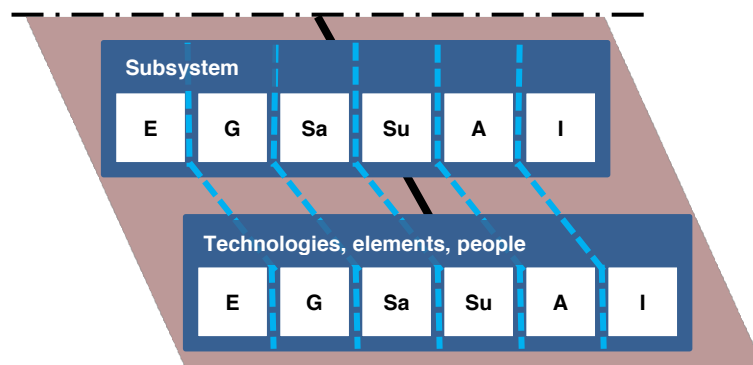 Subsystem
E G Sa Su A I
Technologies, elements, people
E G Sa Su A I